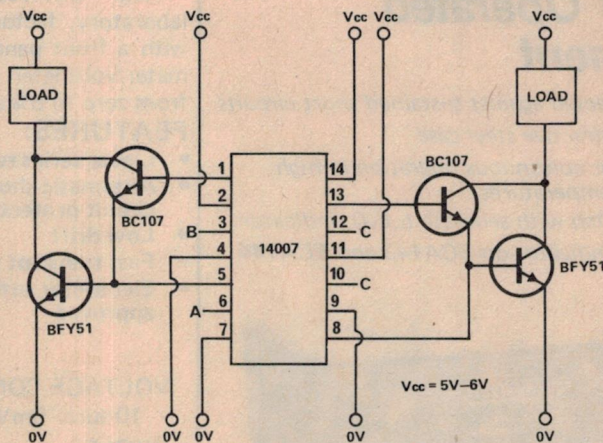 Vcc Vcc Vcc Vcc Vcc
LOAD LOAD
BC107 BC107
1 14
2 13
B 3 12 C
4 14007 11
5 10 C
A 6 9
7 8
BFY51 BFY51
Vcc = 5V–6V
0V 0V 0V 0V 0V